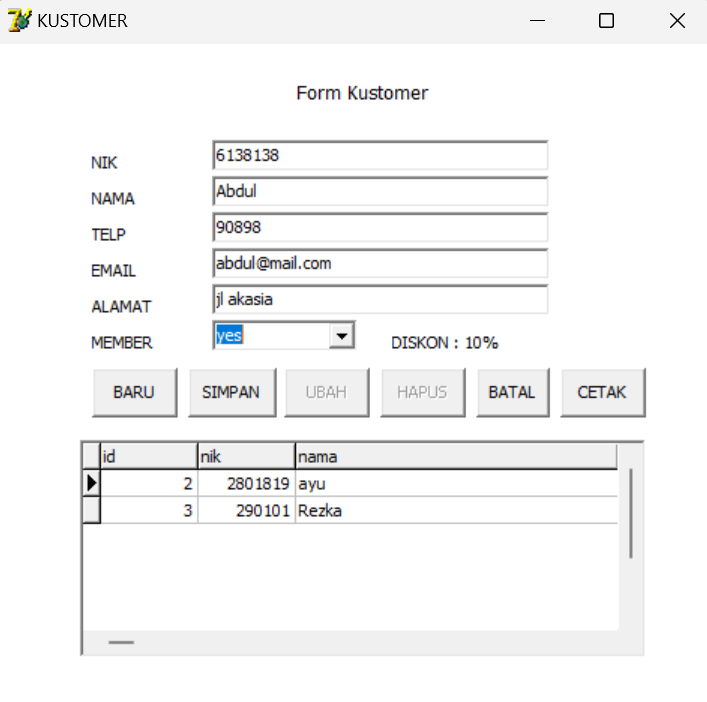 KUSTOMER
Form Kustomer
NIK 6138138
NAMA Abdul
TELP 90898
EMAIL abdul@mail.com
ALAMAT jl akasia
MEMBER yes DISKON : 10%
BARU SIMPAN UBAH HAPUS BATAL CETAK
id nik nama
2 2801819 ayu
3 290101 Rezka